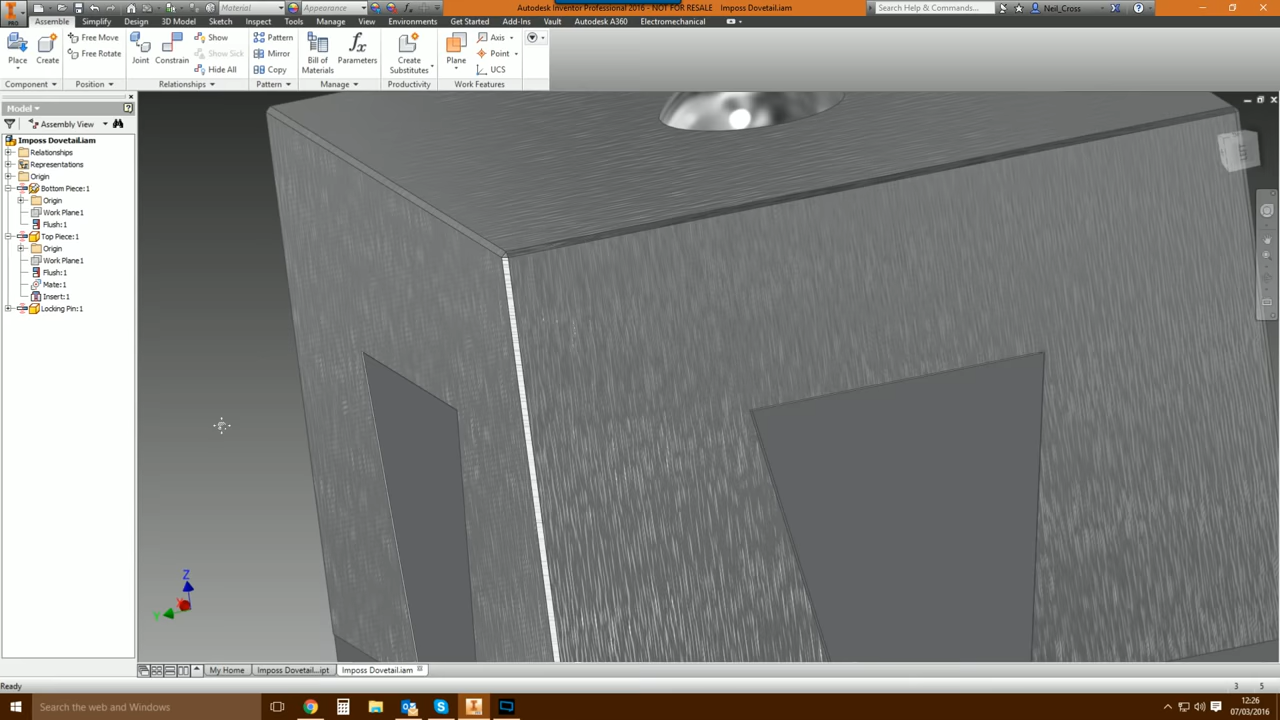 Material
Appearance
Autodesk Inventor Professional 2016 - NOT FOR RESALE Imposs Dovetail.iam
Search Help & Commands...
Neil_Cross
PRO
Assemble Simplify Design 3D Model Sketch Inspect Tools Manage View Environments Get Started Add-Ins Vault Autodesk A360 Electromechanical
Place
Create
Free Move
Free Rotate
Joint
Constrain
Show
Show Sick
Hide All
Pattern
Mirror
Copy
Bill of
Materials
fx
Parameters
Create
Substitutes
Plane
Axis
Point
UCS
Component
Position
Relationships
Pattern
Manage
Productivity
Work Features
Model
Assembly View
Imposs Dovetail.iam
Relationships
Representations
Origin
Bottom Piece:1
Origin
Work Plane1
Flush:1
Top Piece:1
Origin
Work Plane1
Flush:1
Mate:1
Insert:1
Locking Pin:1
Z
Y
X
My Home
Imposs Dovetail...ipt
Imposs Dovetail.iam
Ready
3 5
Search the web and Windows
12:26
07/03/2016